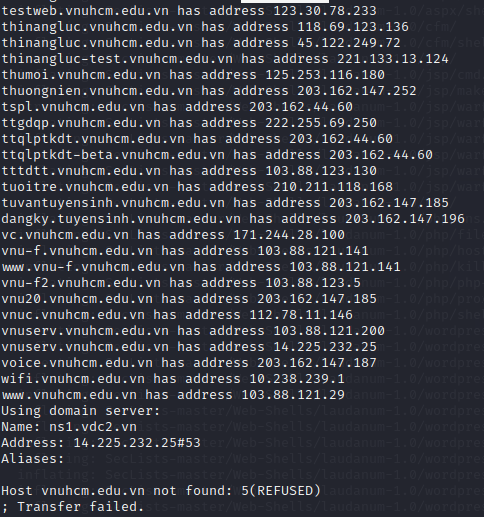 testweb.vnuhcm.edu.vn has address 123.30.78.233
thinangluc.vnuhcm.edu.vn has address 118.69.123.136
thinangluc.vnuhcm.edu.vn has address 45.122.249.72
thinangluc-test.vnuhcm.edu.vn has address 221.133.13.124
thumoi.vnuhcm.edu.vn has address 125.253.116.180
thuongnien.vnuhcm.edu.vn has address 203.162.147.252
tspl.vnuhcm.edu.vn has address 203.162.44.60
ttgdqp.vnuhcm.edu.vn has address 222.255.69.250
ttqlptkdt.vnuhcm.edu.vn has address 203.162.44.60
ttqlptkdt-beta.vnuhcm.edu.vn has address 203.162.44.60
tttdtt.vnuhcm.edu.vn has address 103.88.123.130
tuoitre.vnuhcm.edu.vn has address 210.211.118.168
tuvantuyensinh.vnuhcm.edu.vn has address 203.162.147.185
dangky.tuyensinh.vnuhcm.edu.vn has address 203.162.147.196
vc.vnuhcm.edu.vn has address 171.244.28.100
vnu-f.vnuhcm.edu.vn has address 103.88.121.141
www.vnu-f.vnuhcm.edu.vn has address 103.88.121.141
vnu-f2.vnuhcm.edu.vn has address 103.88.123.5
vnu20.vnuhcm.edu.vn has address 203.162.147.185
vnuc.vnuhcm.edu.vn has address 112.78.11.146
vnuserv.vnuhcm.edu.vn has address 103.88.121.200
vnuserv.vnuhcm.edu.vn has address 14.225.232.25
voice.vnuhcm.edu.vn has address 203.162.147.187
wifi.vnuhcm.edu.vn has address 10.238.239.1
www.vnuhcm.edu.vn has address 103.88.121.29
Using domain server:
Name: ns1.vdc2.vn
Address: 14.225.232.25#53
Aliases:
Host vnuhcm.edu.vn not found: 5(REFUSED)
; Transfer failed.